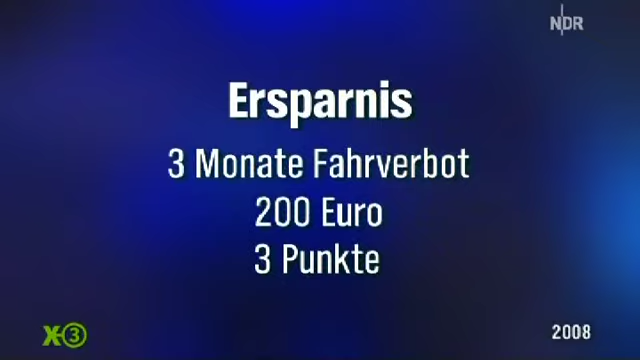 NDR
Ersparnis
3 Monate Fahrverbot
200 Euro
3 Punkte
X3
2008